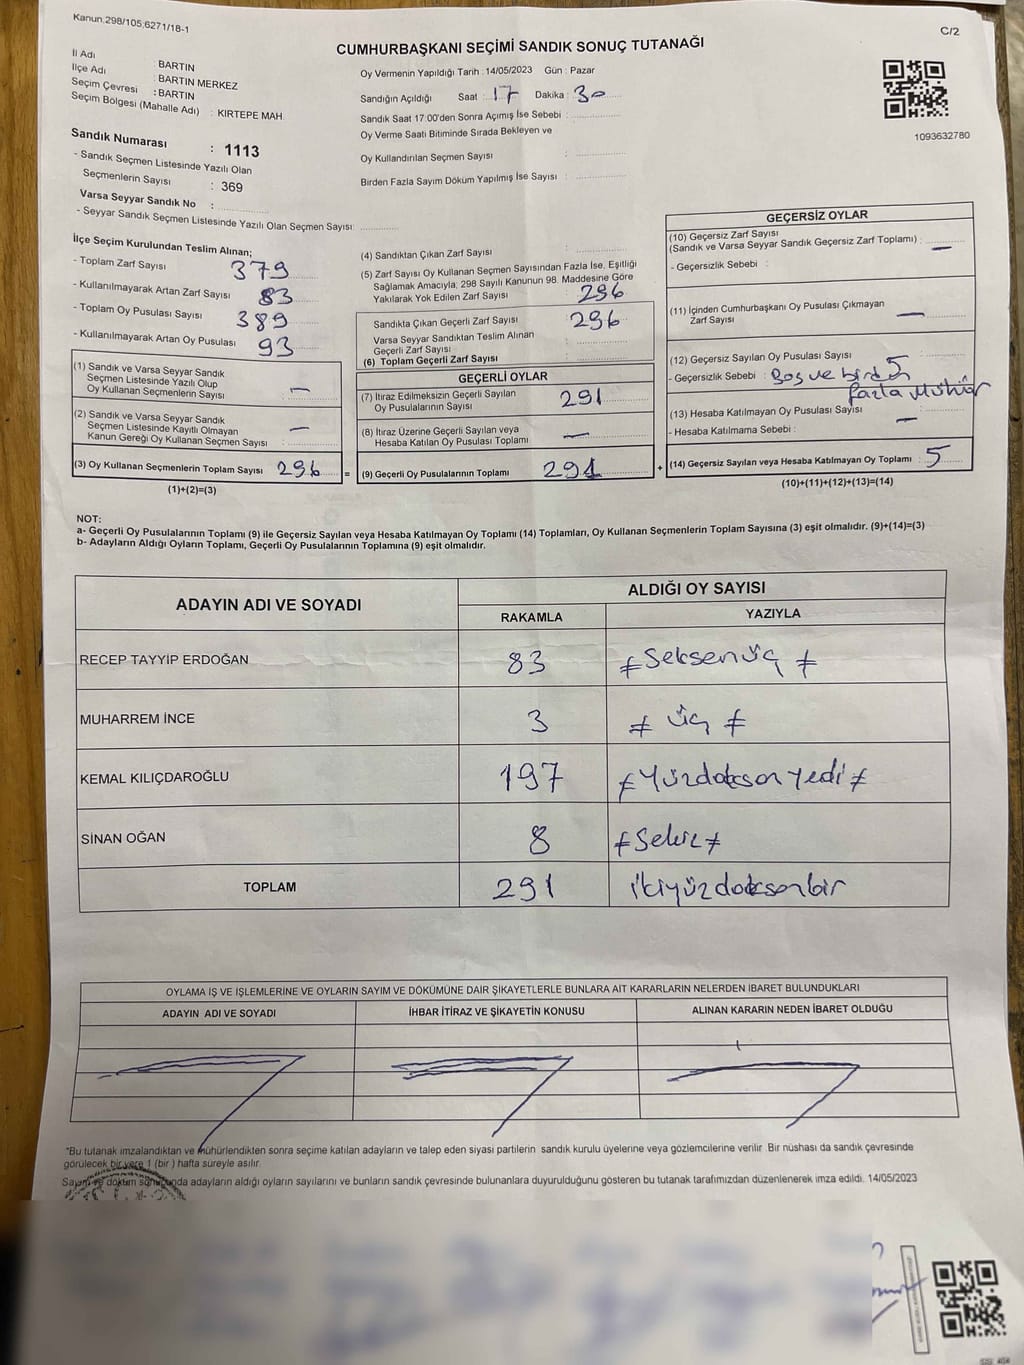 Kanun.298/105;6271/18-1
C/2
CUMHURBAŞKANI SEÇİMİ SANDIK SONUÇ TUTANAĞI
İl Adı : BARTIN
İlçe Adı : BARTIN MERKEZ
Seçim Çevresi : BARTIN
Seçim Bölgesi (Mahalle Adı) : KIRTEPE MAH.
Sandık Numarası : 1113
- Sandık Seçmen Listesinde Yazılı Olan
Seçmenlerin Sayısı : 369
Varsa Seyyar Sandık No :
- Seyyar Sandık Seçmen Listesinde Yazılı Olan Seçmen Sayısı:
Oy Vermenin Yapıldığı Tarih : 14/05/2023 Gün : Pazar
Sandığın Açıldığı Saat : 17 Dakika : 30
Sandık Saat 17:00'den Sonra Açımış İse Sebebi :
Oy Verme Saati Bitiminde Sırada Bekleyen ve
Oy Kullandırılan Seçmen Sayısı :
Birden Fazla Sayım Döküm Yapılmış İse Sayısı :
1093632780
İlçe Seçim Kurulundan Teslim Alınan;
- Toplam Zarf Sayısı 379
- Kullanılmayarak Artan Zarf Sayısı 83
- Toplam Oy Pusulası Sayısı 389
- Kullanılmayarak Artan Oy Pusulası 93
(1) Sandık ve Varsa Seyyar Sandık
Seçmen Listesinde Yazılı Olup
Oy Kullanan Seçmenlerin Sayısı : —
(2) Sandık ve Varsa Seyyar Sandık
Seçmen Listesinde Kayıtlı Olmayan
Kanun Gereği Oy Kullanan Seçmen Sayısı : —
(3) Oy Kullanan Seçmenlerin Toplam Sayısı 296 =
(1)+(2)=(3)
(4) Sandıktan Çıkan Zarf Sayısı :
(5) Zarf Sayısı Oy Kullanan Seçmen Sayısından Fazla İse, Eşitliği
Sağlamak Amacıyla; 298 Sayılı Kanunun 98. Maddesine Göre
Yakılarak Yok Edilen Zarf Sayısı : 296
Sandıkta Çıkan Geçerli Zarf Sayısı : 296
Varsa Seyyar Sandıktan Teslim Alınan
Geçerli Zarf Sayısı :
(6) Toplam Geçerli Zarf Sayısı :
GEÇERLİ OYLAR
(7) İtiraz Edilmeksizin Geçerli Sayılan
Oy Pusulasının Sayısı : 291
(8) İtiraz Üzerine Geçerli Sayılan veya
Hesaba Katılan Oy Pusulası Toplamı : —
(9) Geçerli Oy Pusulalarının Toplamı 291 +
GEÇERSİZ OYLAR
(10) Geçersiz Zarf Sayısı
(Sandık ve Varsa Seyyar Sandık Geçersiz Zarf Toplamı) : —
- Geçersizlik Sebebi :
(11) İçinden Cumhurbaşkanı Oy Pusulası Çıkmayan
Zarf Sayısı : —
(12) Geçersiz Sayılan Oy Pusulası Sayısı : 5
- Geçersizlik Sebebi : Boş ve birden
fazla Mühür
(13) Hesaba Katılmayan Oy Pusulası Sayısı : —
- Hesaba Katılmama Sebebi :
(14) Geçersiz Sayılan veya Hesaba Katılmayan Oy Toplamı : 5
(10)+(11)+(12)+(13)=(14)
NOT:
a- Geçerli Oy Pusulalarının Toplamı (9) ile Geçersiz Sayılan veya Hesaba Katılmayan Oy Toplamı (14) Toplamları, Oy Kullanan Seçmenlerin Toplam Sayısına (3) eşit olmalıdır. (9)+(14)=(3)
b- Adayların Aldığı Oyların Toplamı, Geçerli Oy Pusulalarının Toplamına (9) eşit olmalıdır.
ADAYIN ADI VE SOYADI ALDIĞI OY SAYISI
RAKAMLA YAZIYLA
RECEP TAYYİP ERDOĞAN 83 ≠ Seksenüç ≠
MUHARREM İNCE 3 ≠ üç ≠
KEMAL KILIÇDAROĞLU 197 ≠ Yüzdoksan yedi ≠
SİNAN OĞAN 8 ≠ Sekiz ≠
TOPLAM 291 ikiyüzdoksanbir
OYLAMA İŞ VE İŞLEMLERİNE VE OYLARIN SAYIM VE DÖKÜMÜNE DAİR ŞİKAYETLERLE BUNLARA AİT KARARLARIN NELERDEN İBARET BULUNDUKLARI
ADAYIN ADI VE SOYADI İHBAR İTİRAZ VE ŞİKAYETİN KONUSU ALINAN KARARIN NEDEN İBARET OLDUĞU
*Bu tutanak imzalandıktan ve mühürlendikten sonra seçime katılan adayların ve talep eden siyasi partilerin sandık kurulu üyelerine veya gözlemcilerine verilir. Bir nüshası da sandık çevresinde
görülecek bir yere 1 (bir ) hafta süreyle asılır.
Sayım ve döküm sonucunda adayların aldığı oyların sayılarını ve bunların sandık çevresinde bulunanlara duyurulduğunu gösteren bu tutanak tarafımızdan düzenlenerek imza edildi. 14/05/2023